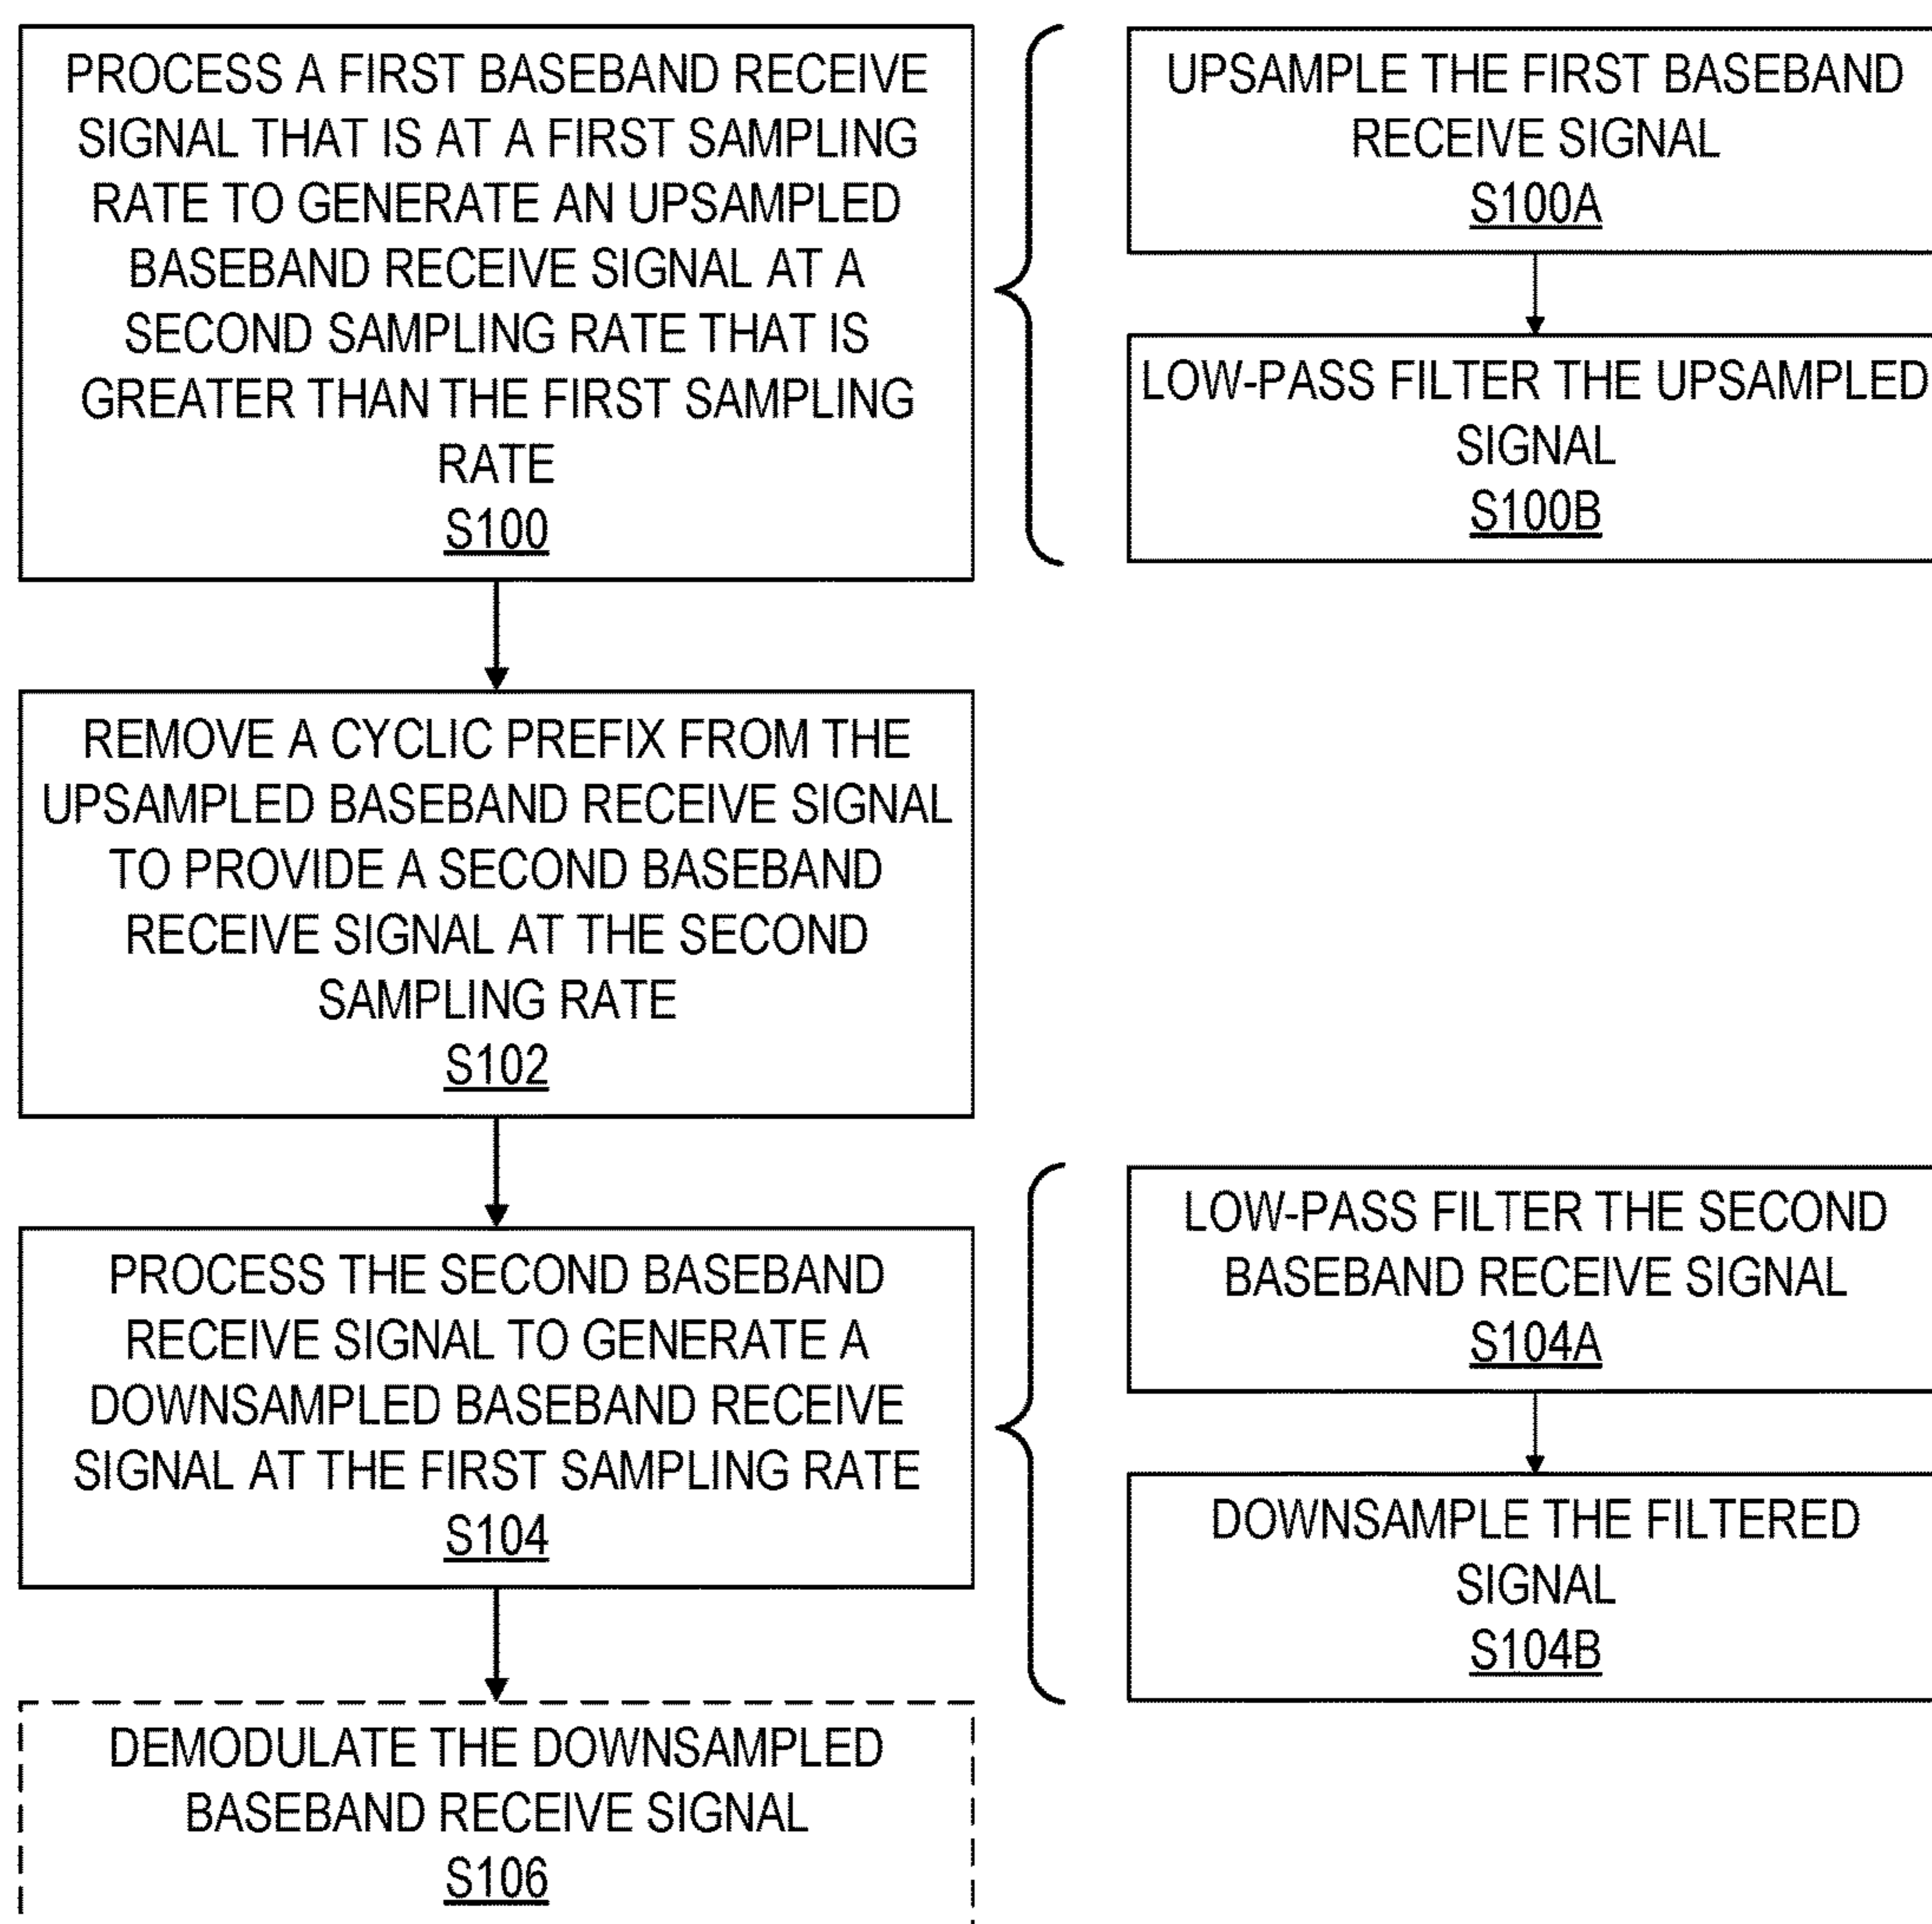 PROCESS A FIRST BASEBAND RECEIVE
SIGNAL THAT IS AT A FIRST SAMPLING
RATE TO GENERATE AN UPSAMPLED
BASEBAND RECEIVE SIGNAL AT A
SECOND SAMPLING RATE THAT IS
GREATER THAN THE FIRST SAMPLING
RATE
S100
UPSAMPLE THE FIRST BASEBAND
RECEIVE SIGNAL
S100A
LOW-PASS FILTER THE UPSAMPLED
SIGNAL
S100B
REMOVE A CYCLIC PREFIX FROM THE
UPSAMPLED BASEBAND RECEIVE SIGNAL
TO PROVIDE A SECOND BASEBAND
RECEIVE SIGNAL AT THE SECOND
SAMPLING RATE
S102
PROCESS THE SECOND BASEBAND
RECEIVE SIGNAL TO GENERATE A
DOWNSAMPLED BASEBAND RECEIVE
SIGNAL AT THE FIRST SAMPLING RATE
S104
LOW-PASS FILTER THE SECOND
BASEBAND RECEIVE SIGNAL
S104A
DOWNSAMPLE THE FILTERED
SIGNAL
S104B
DEMODULATE THE DOWNSAMPLED
BASEBAND RECEIVE SIGNAL
S106